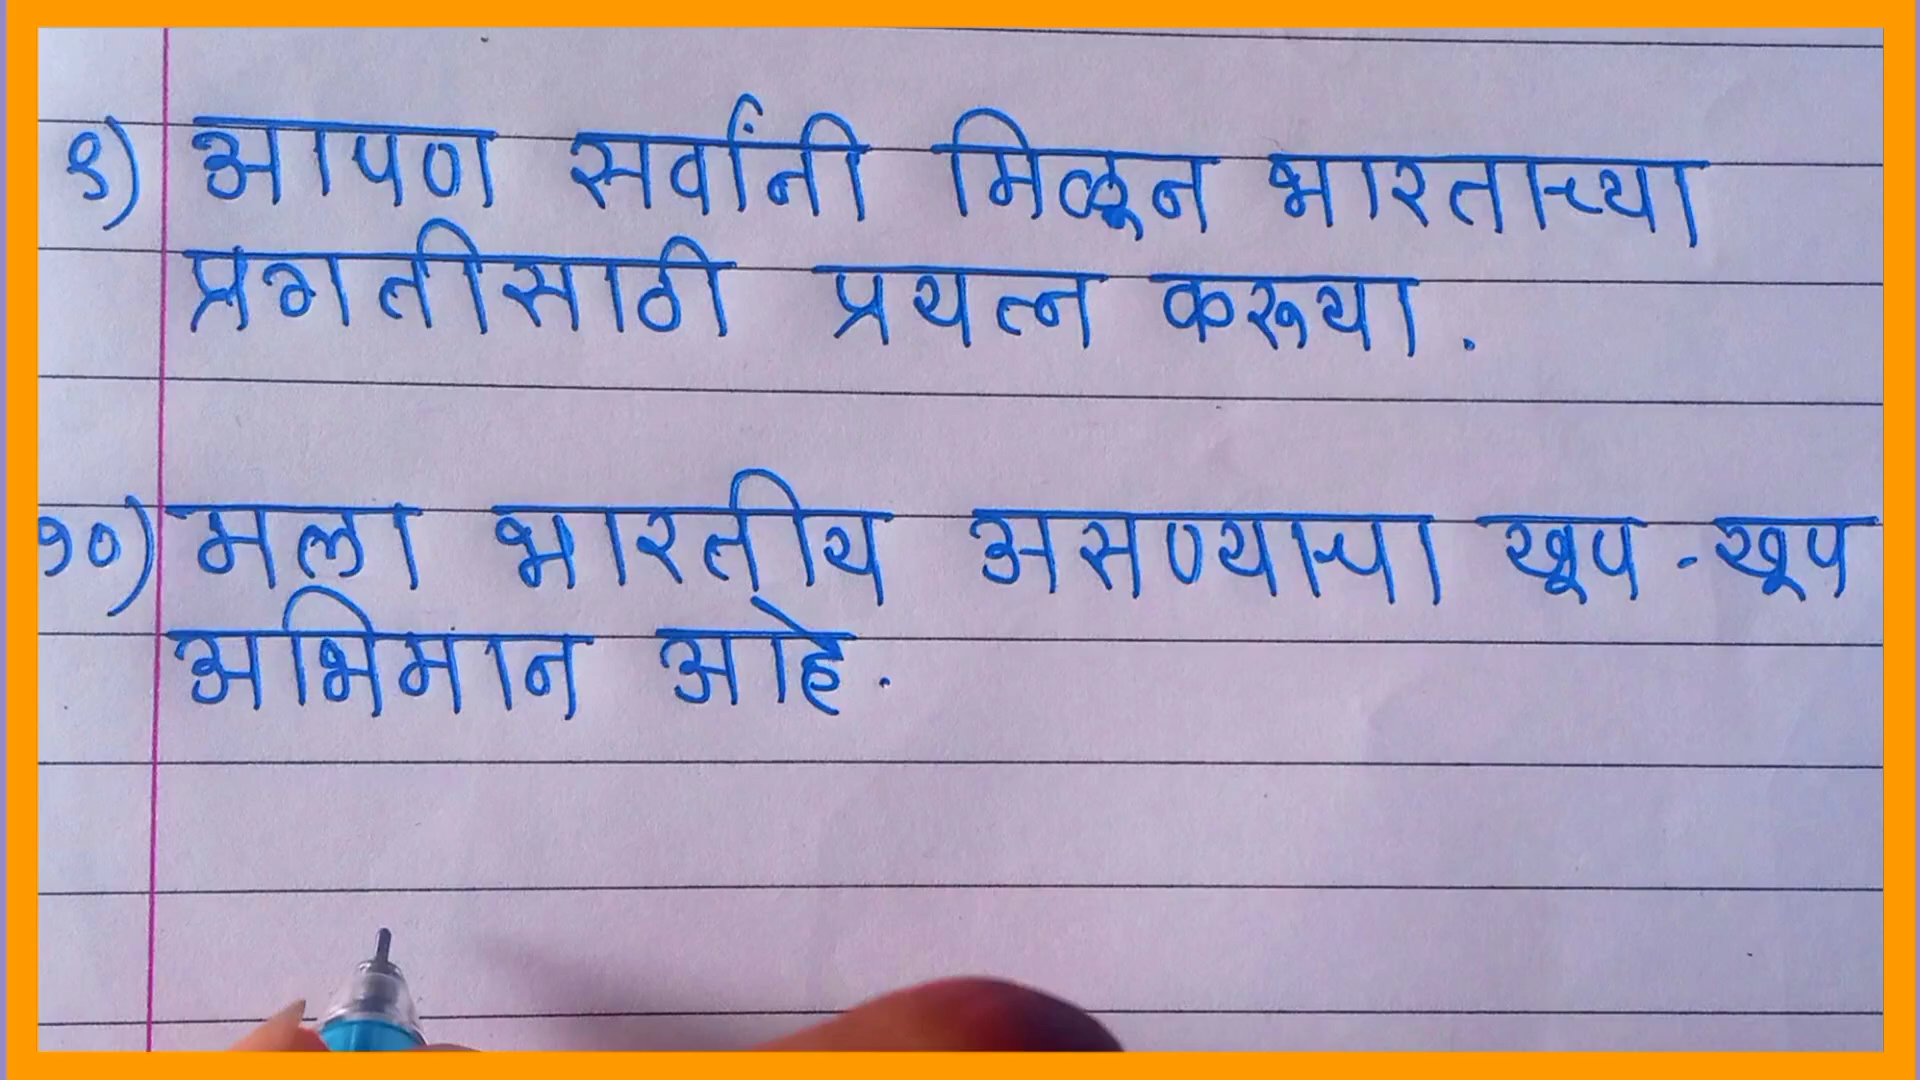 ९) आपण सर्वांनी मिळून भारताच्या
प्रगतीसाठी प्रयत्न करूया.
१०) मला भारतीय असण्याचा खूप - खूप
अभिमान आहे.